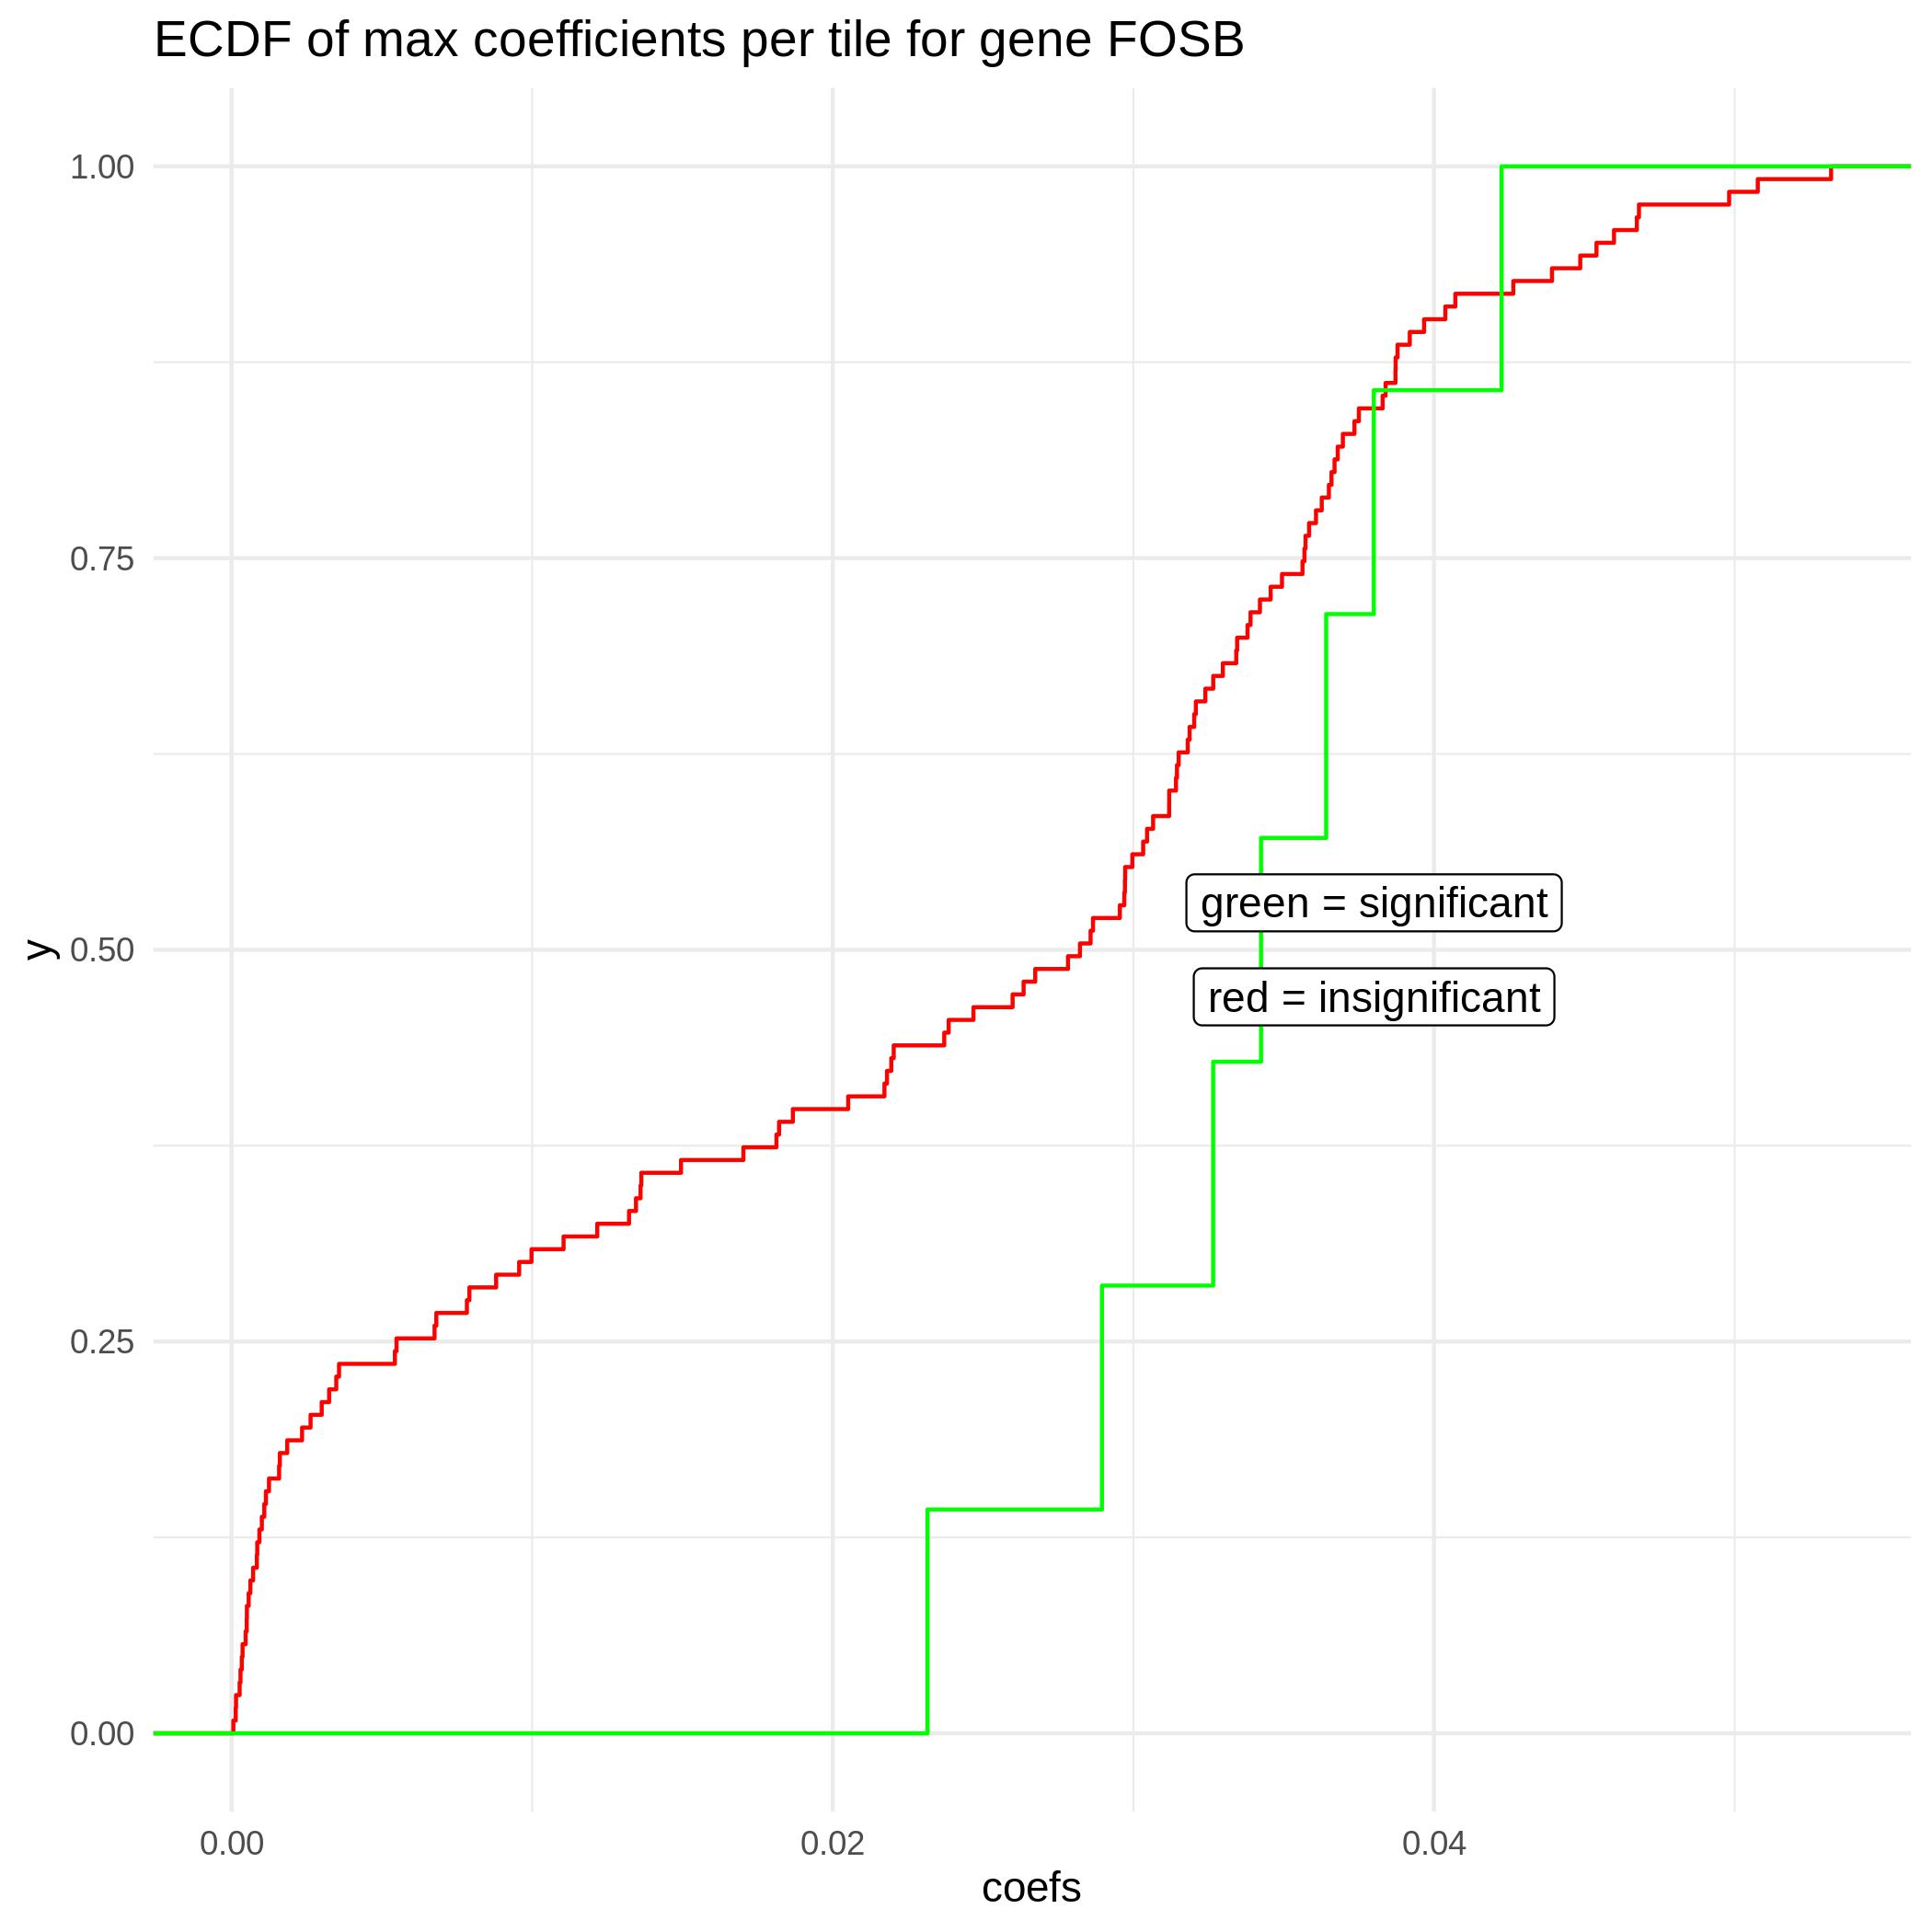 ECDF of max coefficients per tile for gene FOSB
1.00
0.75
0.50
0.25
0.00
y
green = significant
red = insignificant
0.00 0.02 0.04
coefs